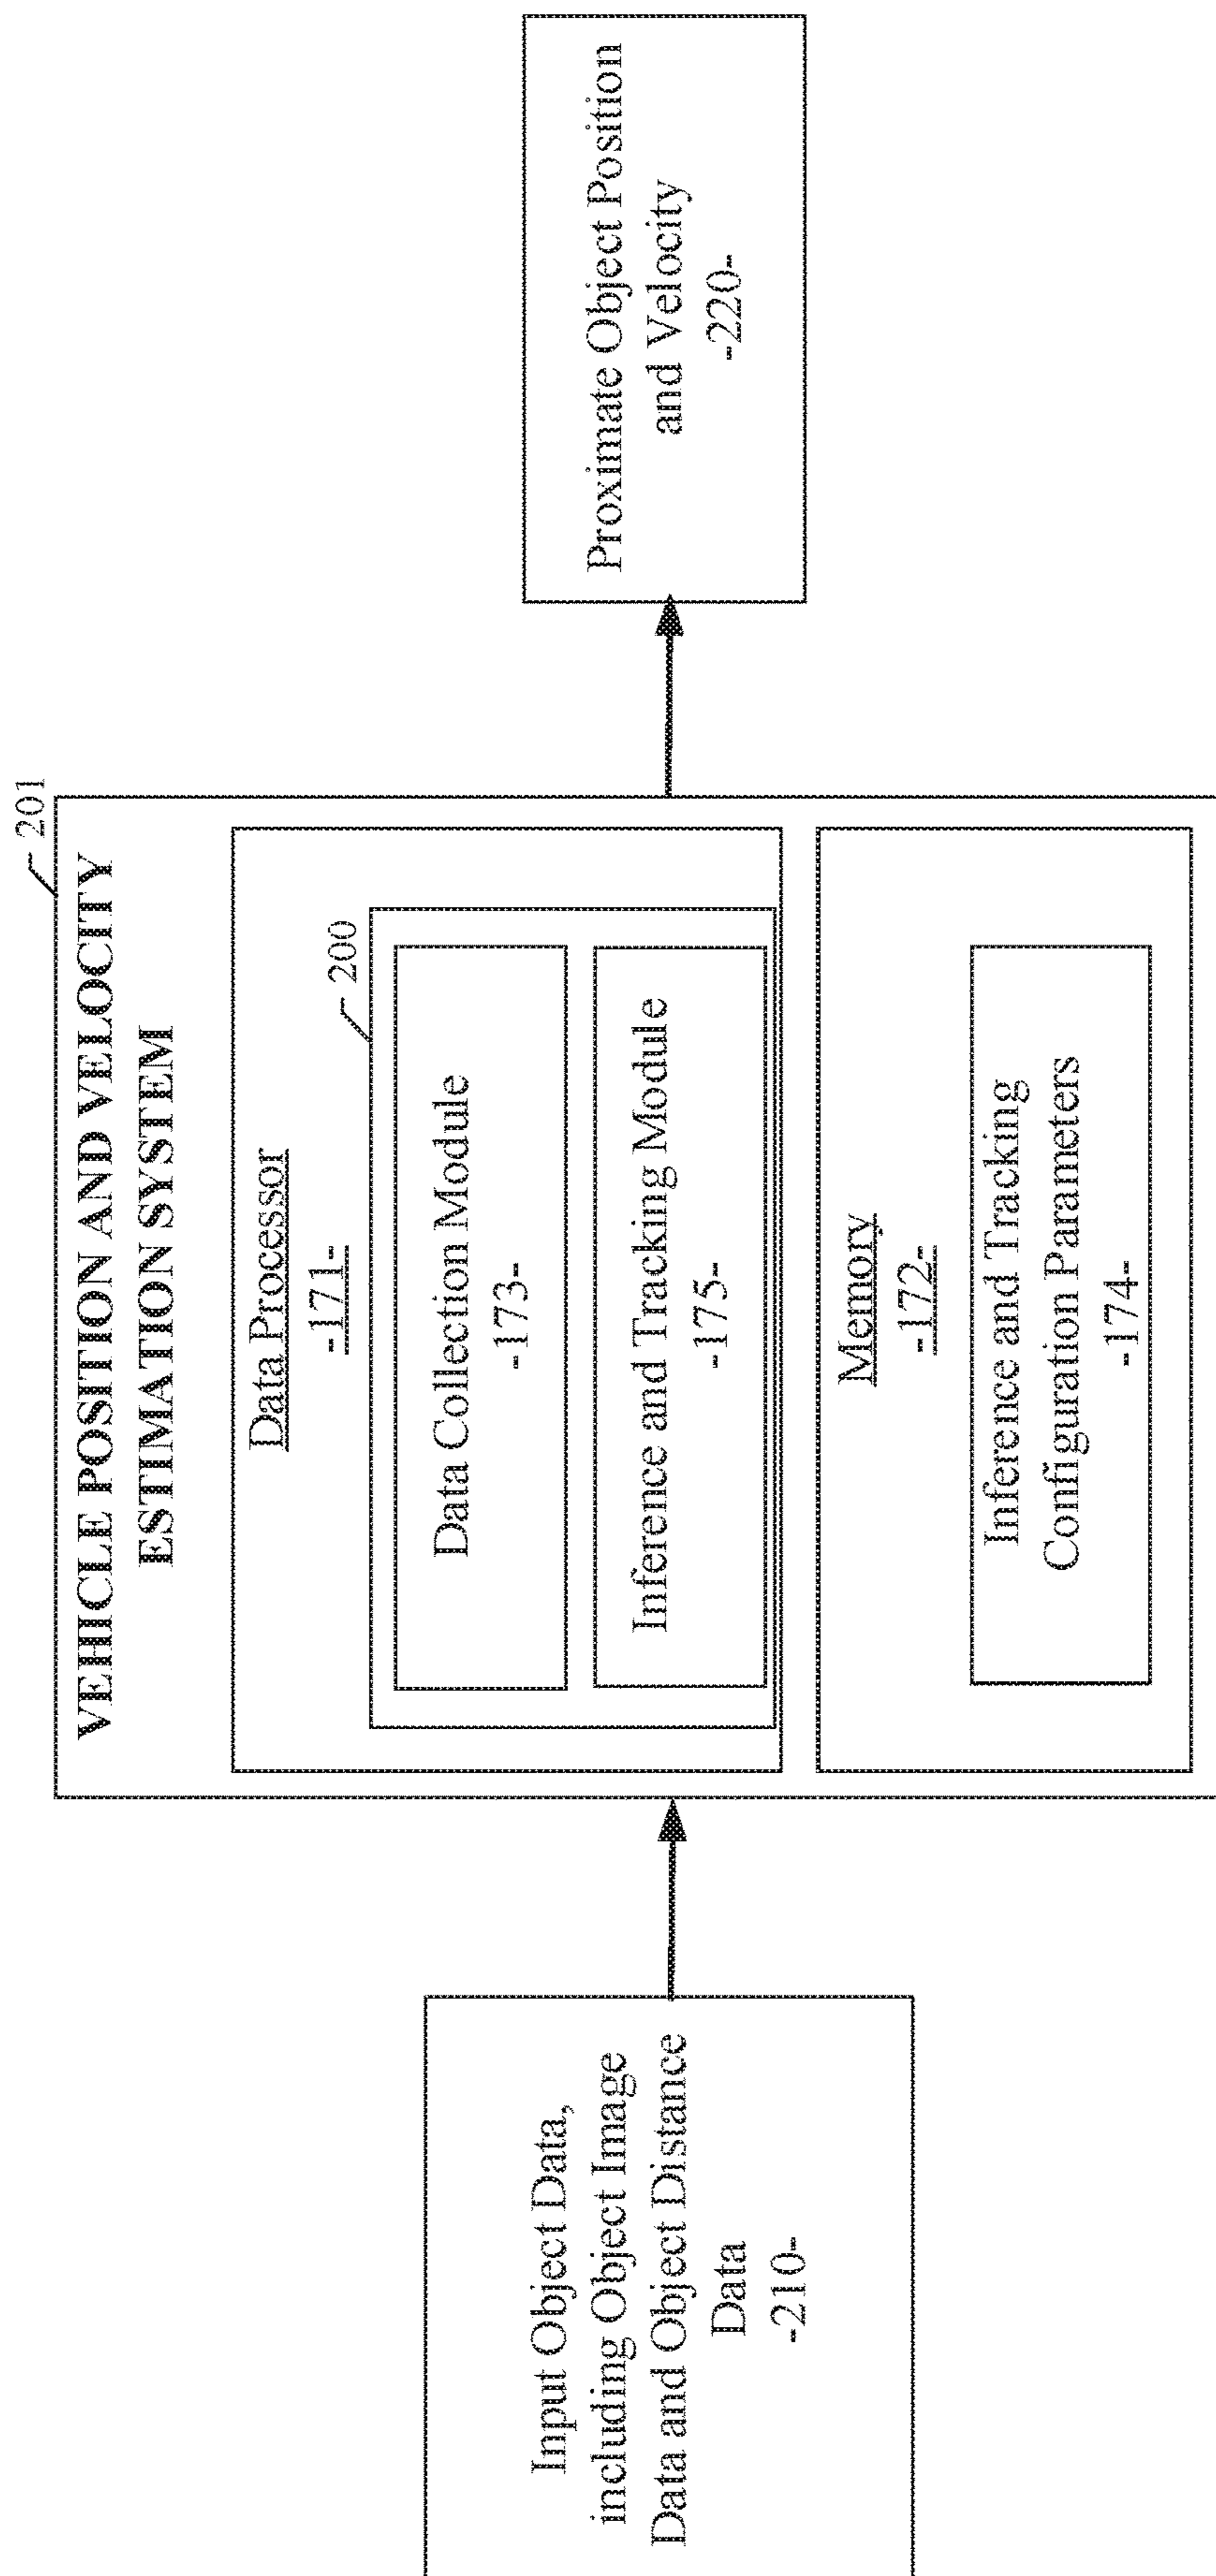 Input Object Data,
including Object Image
Data and Object Distance
Data
-210-
201
VEHICLE POSITION AND VELOCITY
ESTIMATION SYSTEM
Data Processor
-171-
200
Data Collection Module
-173-
Inference and Tracking Module
-175-
Memory
-172-
Inference and Tracking
Configuration Parameters
-174-
Proximate Object Position
and Velocity
-220-